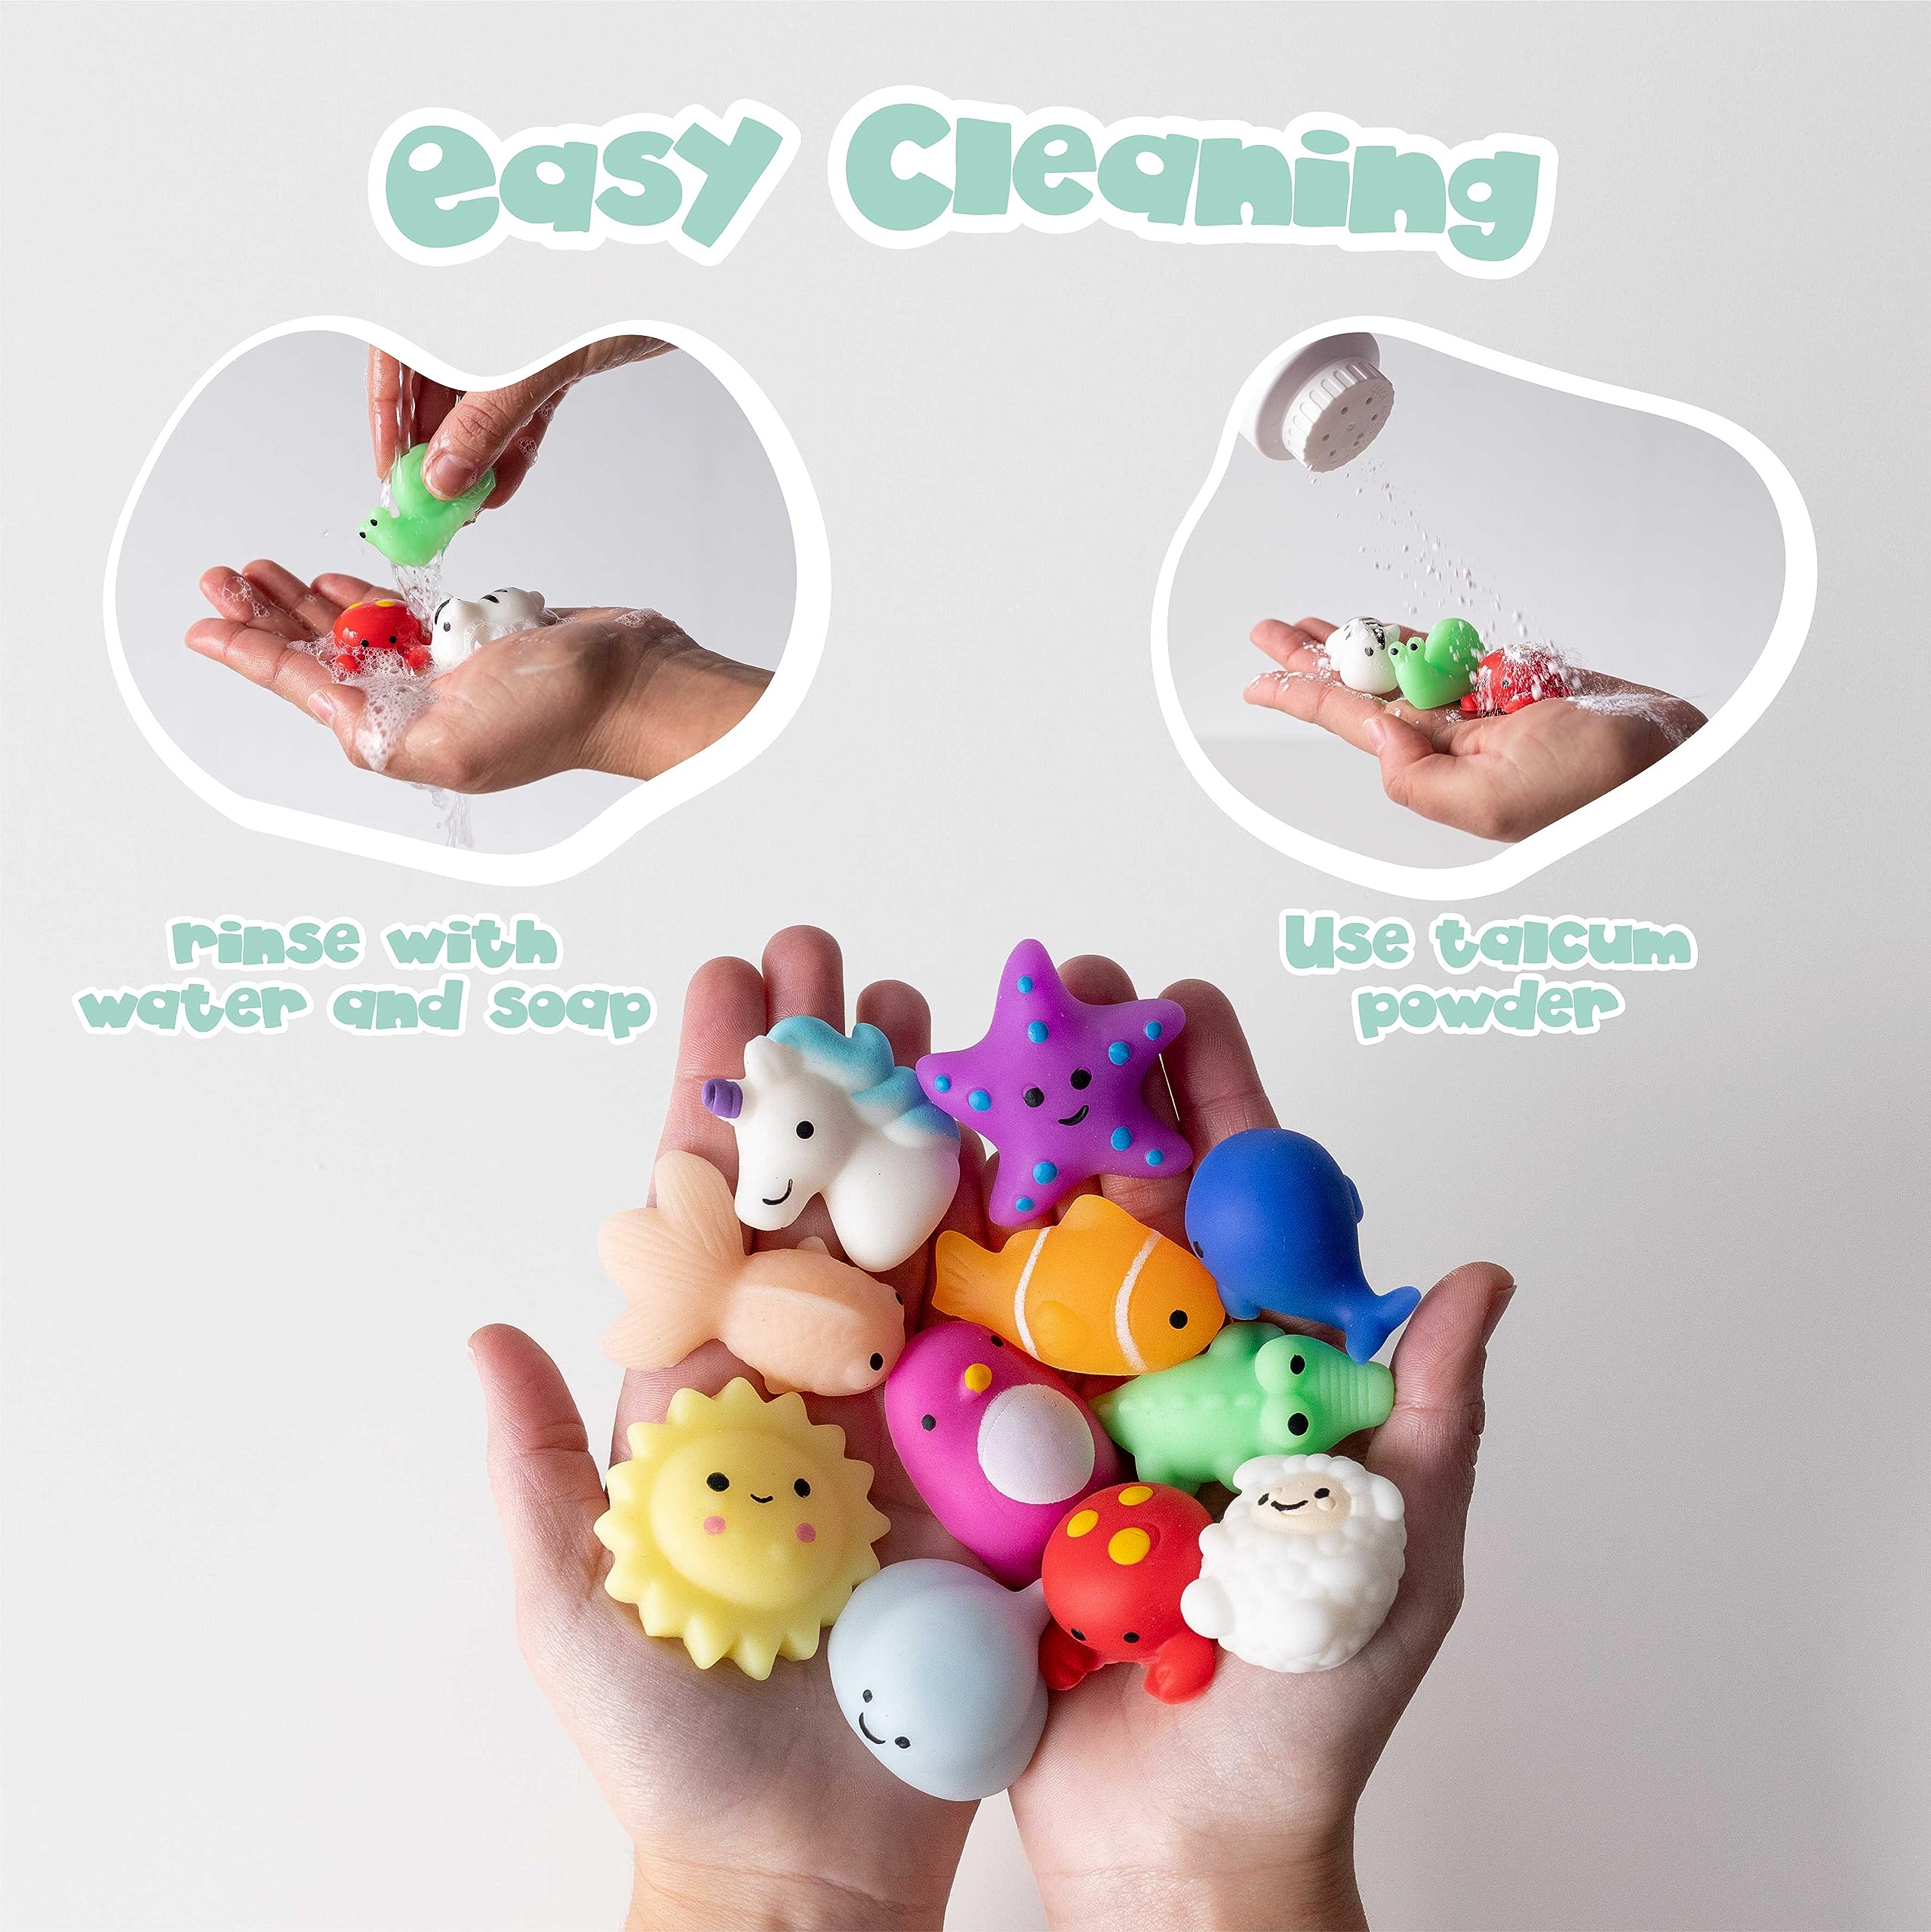 easy cleaning
rinse with
water and soap
Use talcum
powder